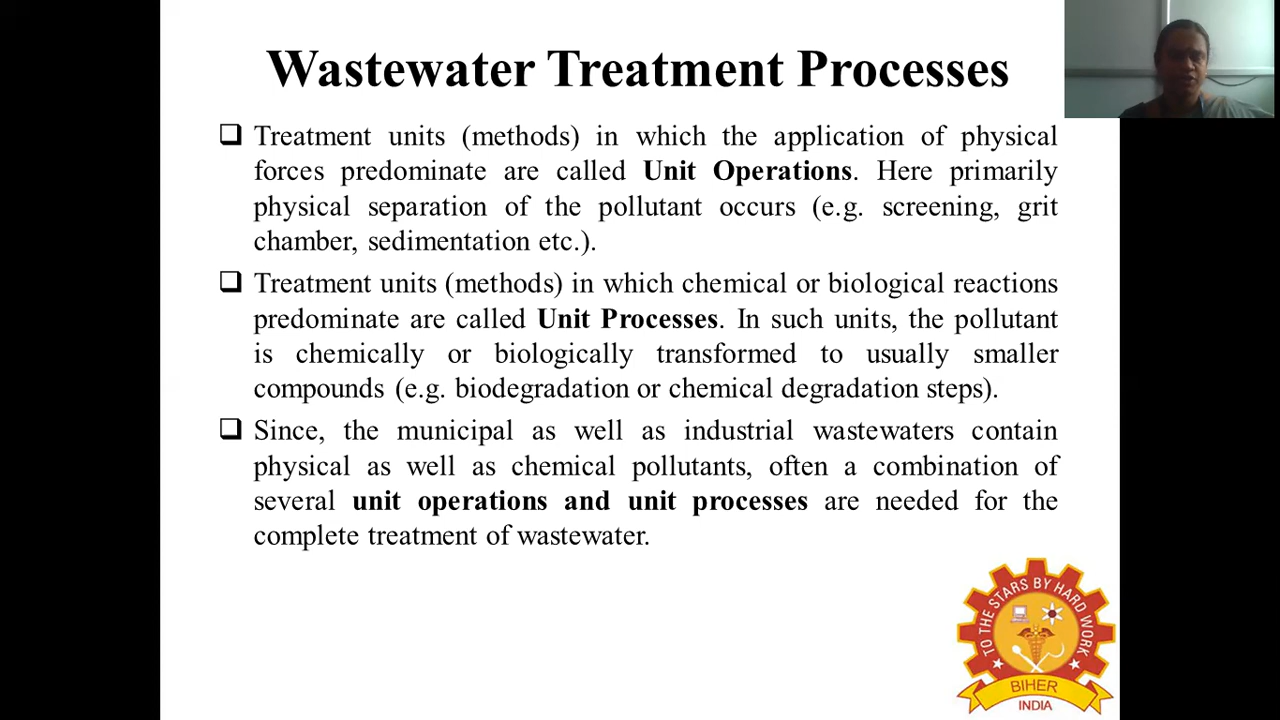 Wastewater Treatment Processes
❑ Treatment units (methods) in which the application of physical
forces predominate are called Unit Operations. Here primarily
physical separation of the pollutant occurs (e.g. screening, grit
chamber, sedimentation etc.).
❑ Treatment units (methods) in which chemical or biological reactions
predominate are called Unit Processes. In such units, the pollutant
is chemically or biologically transformed to usually smaller
compounds (e.g. biodegradation or chemical degradation steps).
❑ Since, the municipal as well as industrial wastewaters contain
physical as well as chemical pollutants, often a combination of
several unit operations and unit processes are needed for the
complete treatment of wastewater.
TO THE STARS BY HARD WORK
BIHER
INDIA